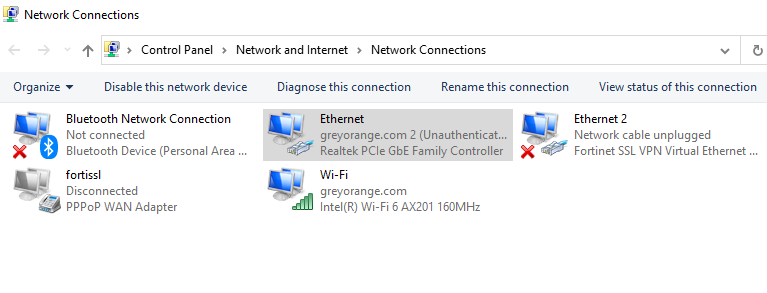 Network Connections
Control Panel > Network and Internet > Network Connections
Organize Disable this network device Diagnose this connection Rename this connection View status of this connection
Bluetooth Network Connection
Not connected
Bluetooth Device (Personal Area ...
Ethernet
greyorange.com 2 (Unauthenticat...
Realtek PCIe GbE Family Controller
Ethernet 2
Network cable unplugged
Fortinet SSL VPN Virtual Ethernet ...
fortissl
Disconnected
PPPoP WAN Adapter
Wi-Fi
greyorange.com
Intel(R) Wi-Fi 6 AX201 160MHz